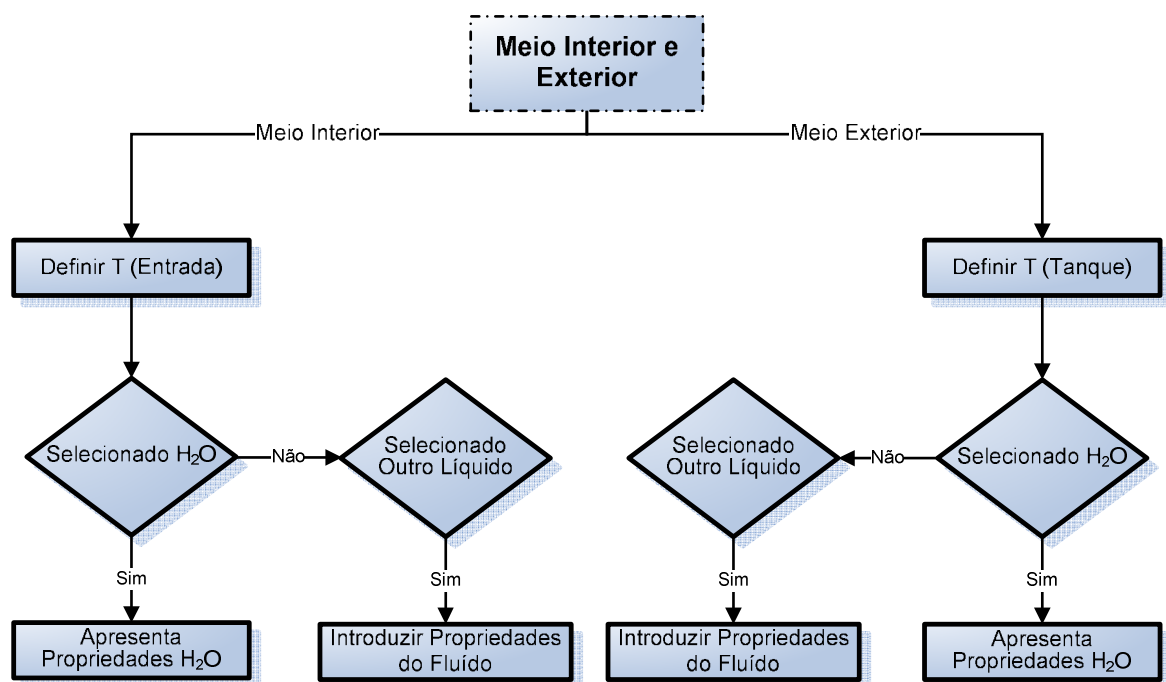 Meio Interior e
Exterior
Meio Interior
Meio Exterior
Definir T (Entrada)
Definir T (Tanque)
Selecionado H₂O
Não
Selecionado
Outro Líquido
Selecionado
Outro Líquido
Não
Selecionado H₂O
Sim
Sim
Sim
Sim
Apresenta
Propriedades H₂O
Introduzir Propriedades
do Fluído
Introduzir Propriedades
do Fluído
Apresenta
Propriedades H₂O